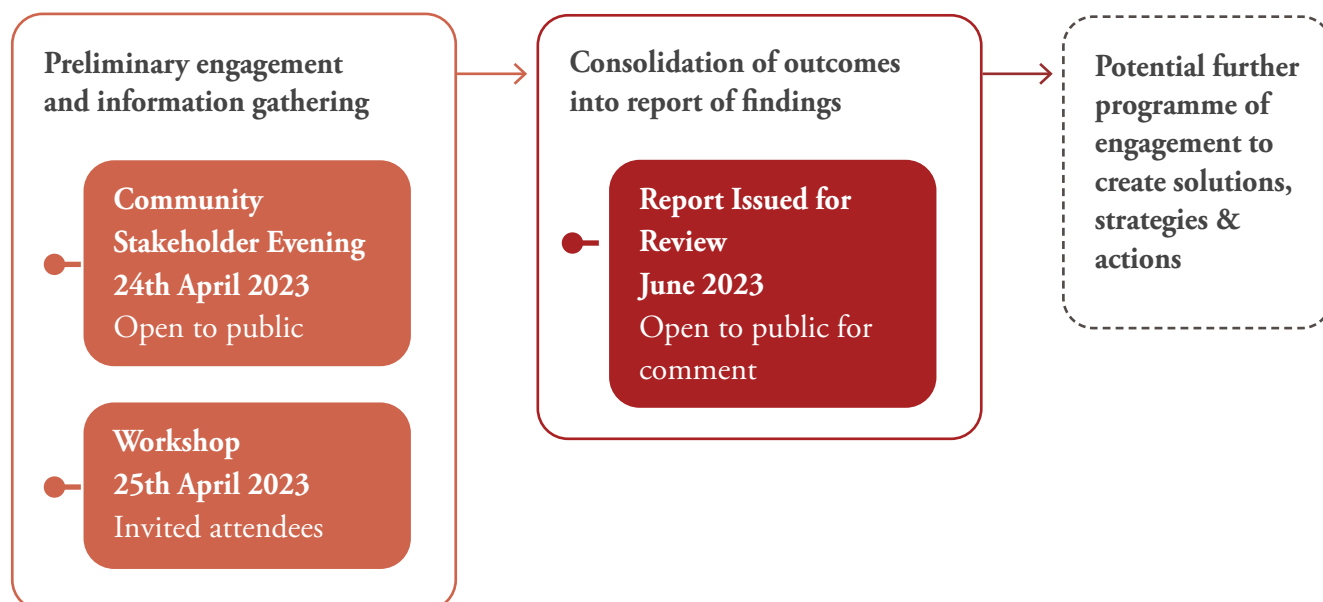 Preliminary engagement
and information gathering
Community
Stakeholder Evening
24th April 2023
Open to public
Workshop
25th April 2023
Invited attendees
Consolidation of outcomes
into report of findings
Report Issued for
Review
June 2023
Open to public for
comment
Potential further
programme of
engagement to
create solutions,
strategies &
actions